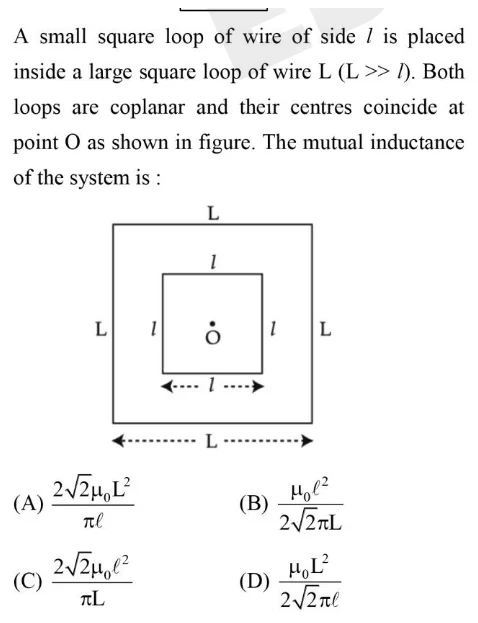 A small square loop of wire of side l is placed
inside a large square loop of wire L (L >> l). Both
loops are coplanar and their centres coincide at
point O as shown in figure. The mutual inductance
of the system is :
L
l
L l O l L
l
L
(A) 2√2μ₀L²/πℓ (B) μ₀ℓ²/2√2πL
(C) 2√2μ₀ℓ²/πL (D) μ₀L²/2√2πℓ